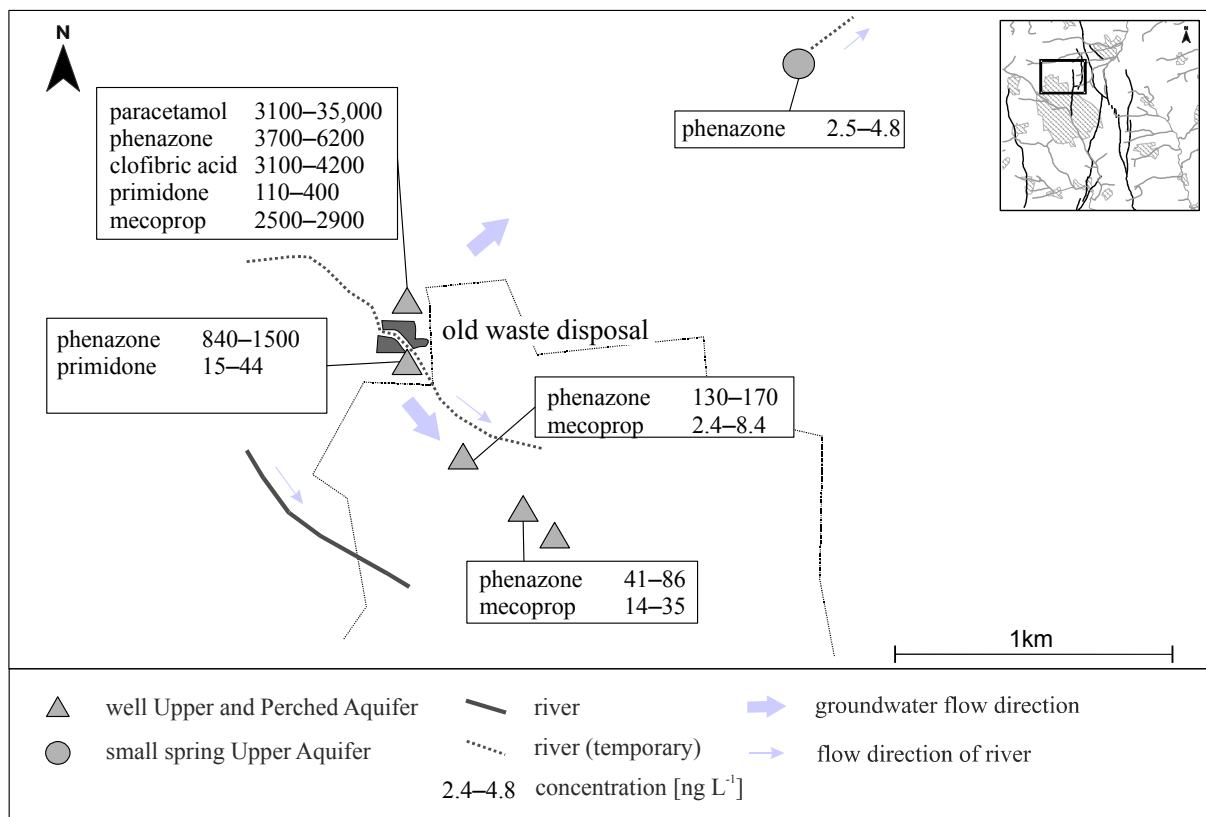 N
N
paracetamol 3100–35,000
phenazone 3700–6200
clofibric acid 3100–4200
primidone 110–400
mecoprop 2500–2900
phenazone 2.5–4.8
old waste disposal
phenazone 840–1500
primidone 15–44
phenazone 130–170
mecoprop 2.4–8.4
phenazone 41–86
mecoprop 14–35
1km
well Upper and Perched Aquifer
small spring Upper Aquifer
river
river (temporary)
2.4–4.8 concentration [ng L⁻¹]
groundwater flow direction
flow direction of river